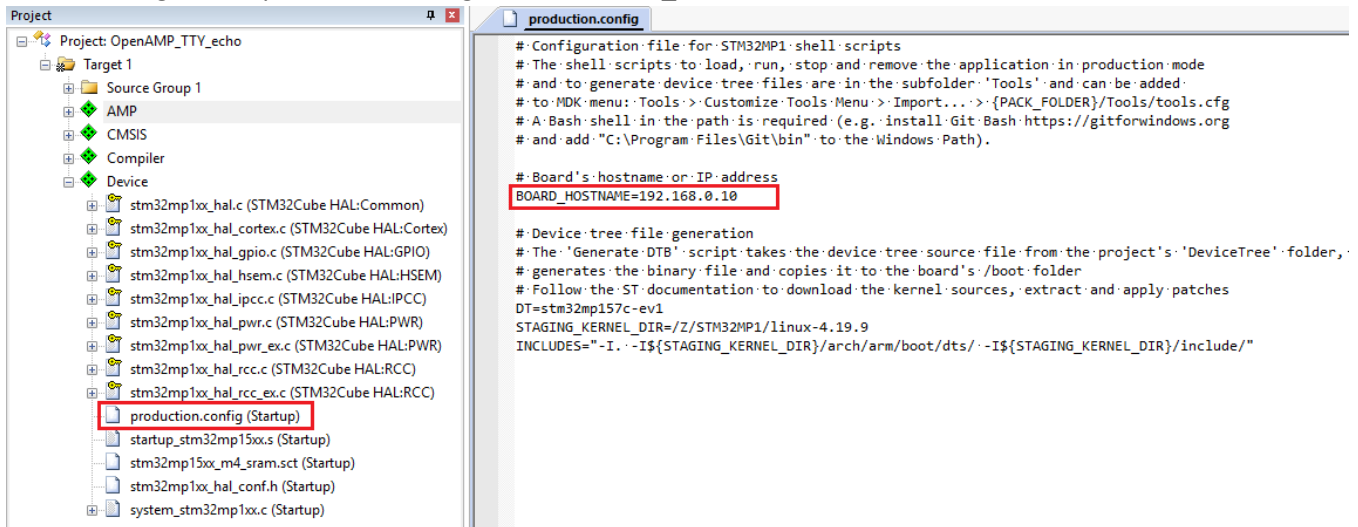 Project
Project: OpenAMP_TTY_echo
Target 1
Source Group 1
AMP
CMSIS
Compiler
Device
stm32mp1xx_hal.c (STM32Cube HAL:Common)
stm32mp1xx_hal_cortex.c (STM32Cube HAL:Cortex)
stm32mp1xx_hal_gpio.c (STM32Cube HAL:GPIO)
stm32mp1xx_hal_hsem.c (STM32Cube HAL:HSEM)
stm32mp1xx_hal_ipcc.c (STM32Cube HAL:IPCC)
stm32mp1xx_hal_pwr.c (STM32Cube HAL:PWR)
stm32mp1xx_hal_pwr_ex.c (STM32Cube HAL:PWR)
stm32mp1xx_hal_rcc.c (STM32Cube HAL:RCC)
stm32mp1xx_hal_rcc_ex.c (STM32Cube HAL:RCC)
production.config (Startup)
startup_stm32mp15xx.s (Startup)
stm32mp15xx_m4_sram.sct (Startup)
stm32mp1xx_hal_conf.h (Startup)
system_stm32mp1xx.c (Startup)
production.config
# Configuration file for STM32MP1 shell scripts
# The shell scripts to load, run, stop and remove the application in production mode
# and to generate device tree files are in the subfolder 'Tools' and can be added
# to MDK menu: Tools > Customize Tools Menu > Import... > {PACK_FOLDER}/Tools/tools.cfg
# A Bash shell in the path is required (e.g. install Git Bash https://gitforwindows.org
# and add "C:\Program Files\Git\bin" to the Windows Path).
# Board's hostname or IP address
BOARD_HOSTNAME=192.168.0.10
# Device tree file generation
# The 'Generate DTB' script takes the device tree source file from the project's 'DeviceTree' folder,
# generates the binary file and copies it to the board's /boot folder
# Follow the ST documentation to download the kernel sources, extract and apply patches
DT=stm32mp157c-ev1
STAGING_KERNEL_DIR=/Z/STM32MP1/linux-4.19.9
INCLUDES="-I. -I${STAGING_KERNEL_DIR}/arch/arm/boot/dts/ -I${STAGING_KERNEL_DIR}/include/"